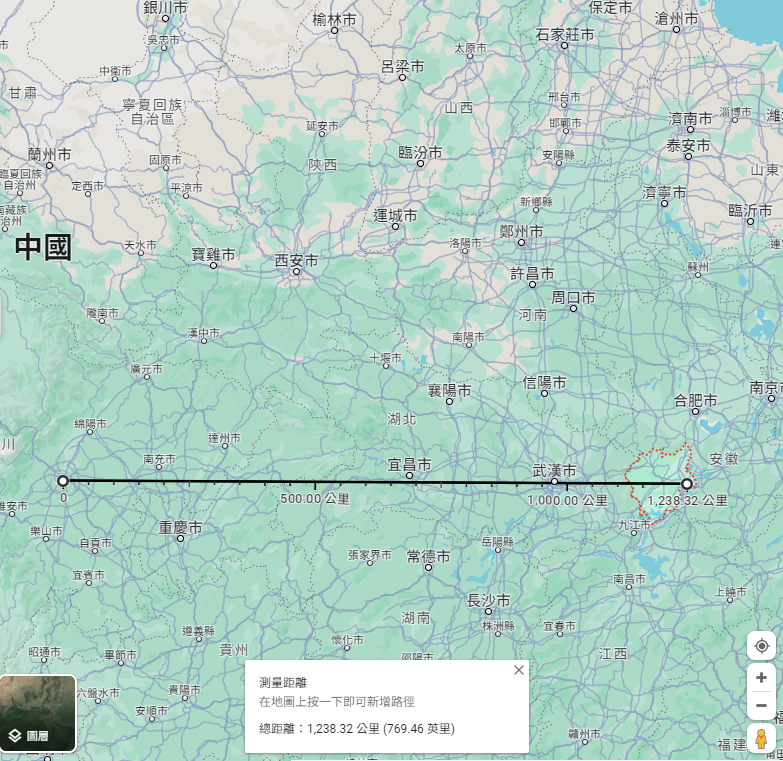 銀川市
榆林市
保定市
滄州市
吳忠市
石家莊市
太原市
呂梁市
中衛市
甘肅
寧夏回族
自治區
山西
邢台市
濟南市
淄博市
延安市
邯鄲市
泰安市
蘭州市
固原市
陝西
臨汾市
安陽縣
山東
臨夏回族
自治州
定西市
平涼市
濟寧市
運城市
新鄉縣
臨沂市
中國
天水市
寶雞市
西安市
洛陽市
鄭州市
許昌市
蘇州
周口市
隴南市
河南
漢中市
南陽市
十堰市
廣元市
襄陽市
信陽市
南京
合肥市
綿陽市
達州市
湖北
川
南充市
宜昌市
武漢市
安徽
0
500.00 公里
1,000.00 公里
1,238.32 公里
雅安市
樂山市
重慶市
九江市
自貢市
岳陽縣
張家界市
常德市
宜賓市
南昌市
上饒市
長沙市
湖南
株洲縣
宜春市
遵義縣
懷化市
貴州
江西
昭通市
畢節市
邵陽市
六盤水市
貴陽市
安順市
贛州市
福建
圖層
測量距離
在地圖上按一下即可新增路徑
總距離：1,238.32 公里 (769.46 英里)